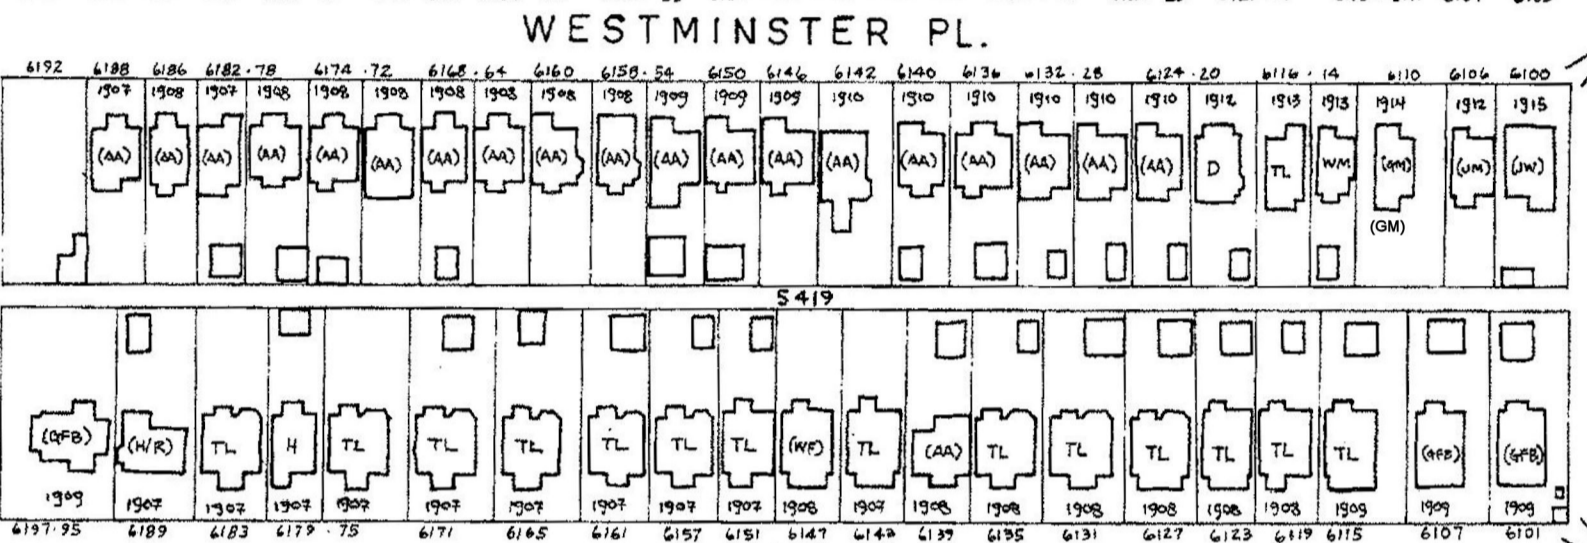 WESTMINSTER PL.
6192 6188 6186 6182.78 6174.72 6168.64 6160 6158.54 6150 6146 6142 6140 6136 6132.28 6124.20 6116.14 6110 6106 6100
1907 1908 1907 1908 1908 1908 1908 1908 1908 1908 1909 1909 1909 1910 1910 1910 1910 1910 1910 1912 1913 1913 1914 1912 1915
(AA) (AA) (AA) (AA) (AA) (AA) (AA) (AA) (AA) (AA) (AA) (AA) (AA) (AA) (AA) (AA) (AA) (AA) (AA) D TL WM (GM) (UM) (JW)
(GM)
S 419
(GFB) (H/R) TL H TL TL TL TL TL TL (WF) TL (AA) TL TL TL TL TL TL (GFB) (GFB)
1909 1907 1907 1907 1907 1907 1907 1907 1907 1907 1908 1907 1908 1908 1908 1908 1908 1908 1909 1909 1909
6197.95 6189 6183 6179.75 6171 6165 6161 6157 6151 6147 6143 6139 6135 6131 6127 6123 6119 6115 6107 6101